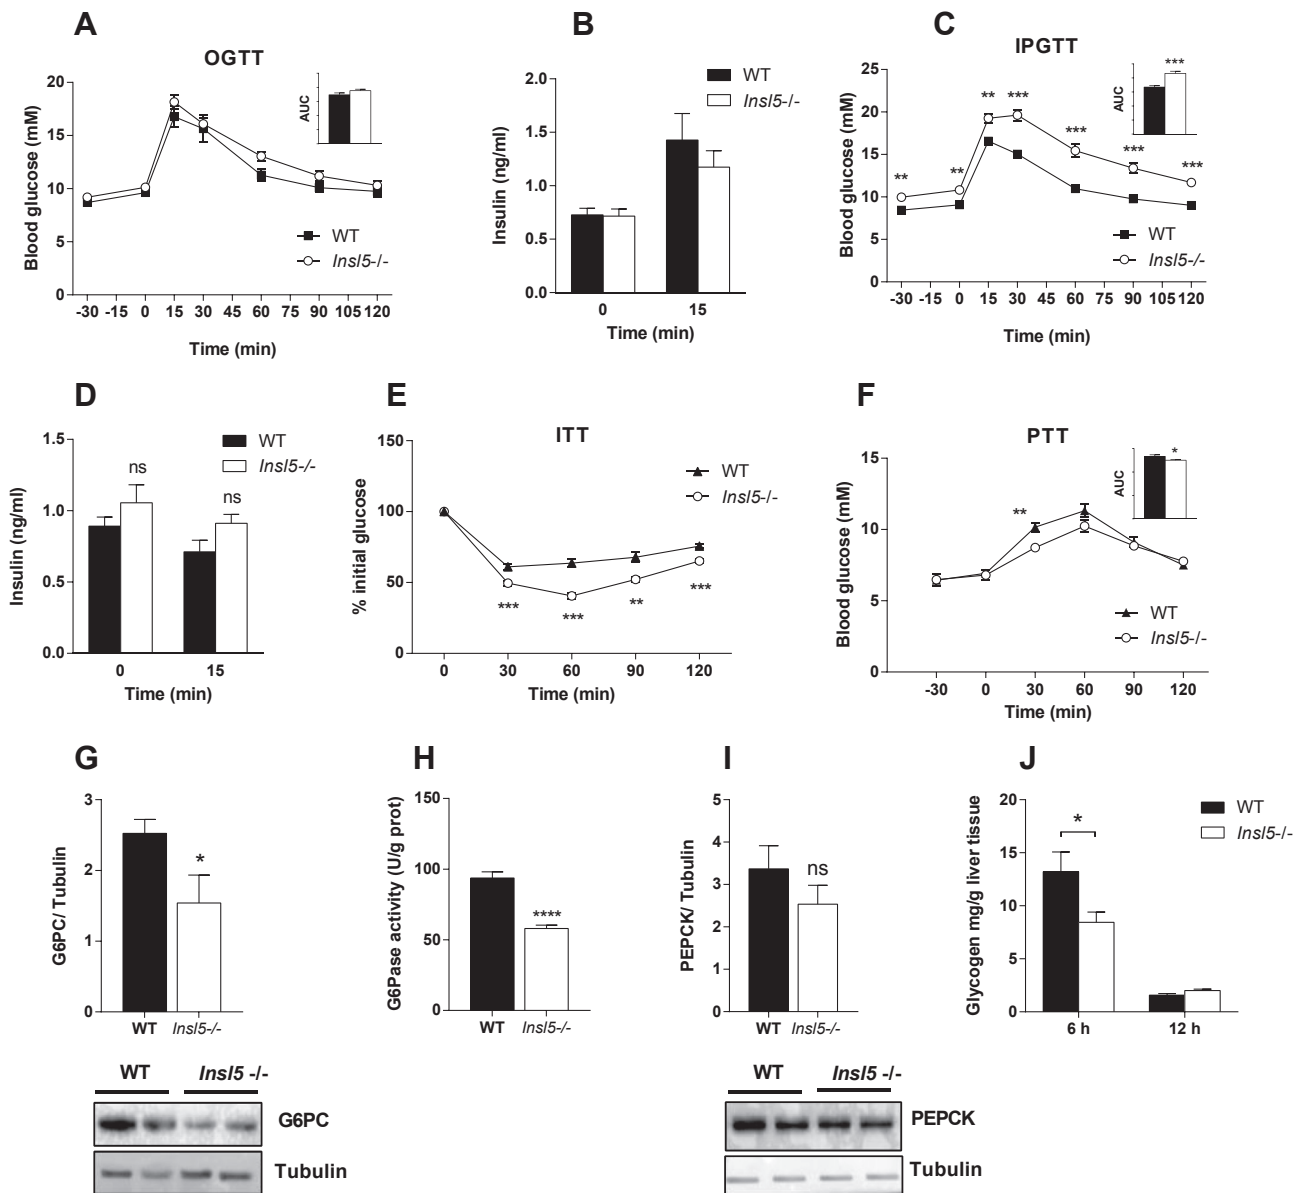 A
OGTT
Blood glucose (mM)
20
15
10
5
0
-30 -15 0 15 30 45 60 75 90 105 120
Time (min)
AUC
WT
Insl5-/-
B
WT
Insl5-/-
Insulin (ng/ml)
2.0
1.5
1.0
0.5
0.0
0 15
Time (min)
C
IPGTT
Blood glucose (mM)
25
20
15
10
5
0
** ** ** *** *** *** ***
-30 -15 0 15 30 45 60 75 90 105 120
Time (min)
AUC
***
WT
Insl5-/-
D
WT
Insl5-/-
Insulin (ng/ml)
1.5
1.0
0.5
0.0
ns
ns
0 15
Time (min)
E
ITT
WT
Insl5-/-
% initial glucose
100
50
0
*** *** ** ***
0 30 60 90 120
Time (min)
F
PTT
Blood glucose (mM)
15
10
5
0
**
AUC
*
WT
Insl5-/-
-30 0 30 60 90 120
Time (min)
G
G6PC/ Tubulin
3
2
1
0
*
WT Insl5-/-
WT Insl5 -/-
G6PC
Tubulin
H
G6Pase activity (U/g prot)
150
100
50
0
****
WT Insl5-/-
I
PEPCK/ Tubulin
5
4
3
2
1
0
ns
WT Insl5-/-
WT Insl5 -/-
PEPCK
Tubulin
J
Glycogen mg/g liver tissue
20
15
10
5
0
*
WT
Insl5-/-
6 h 12 h